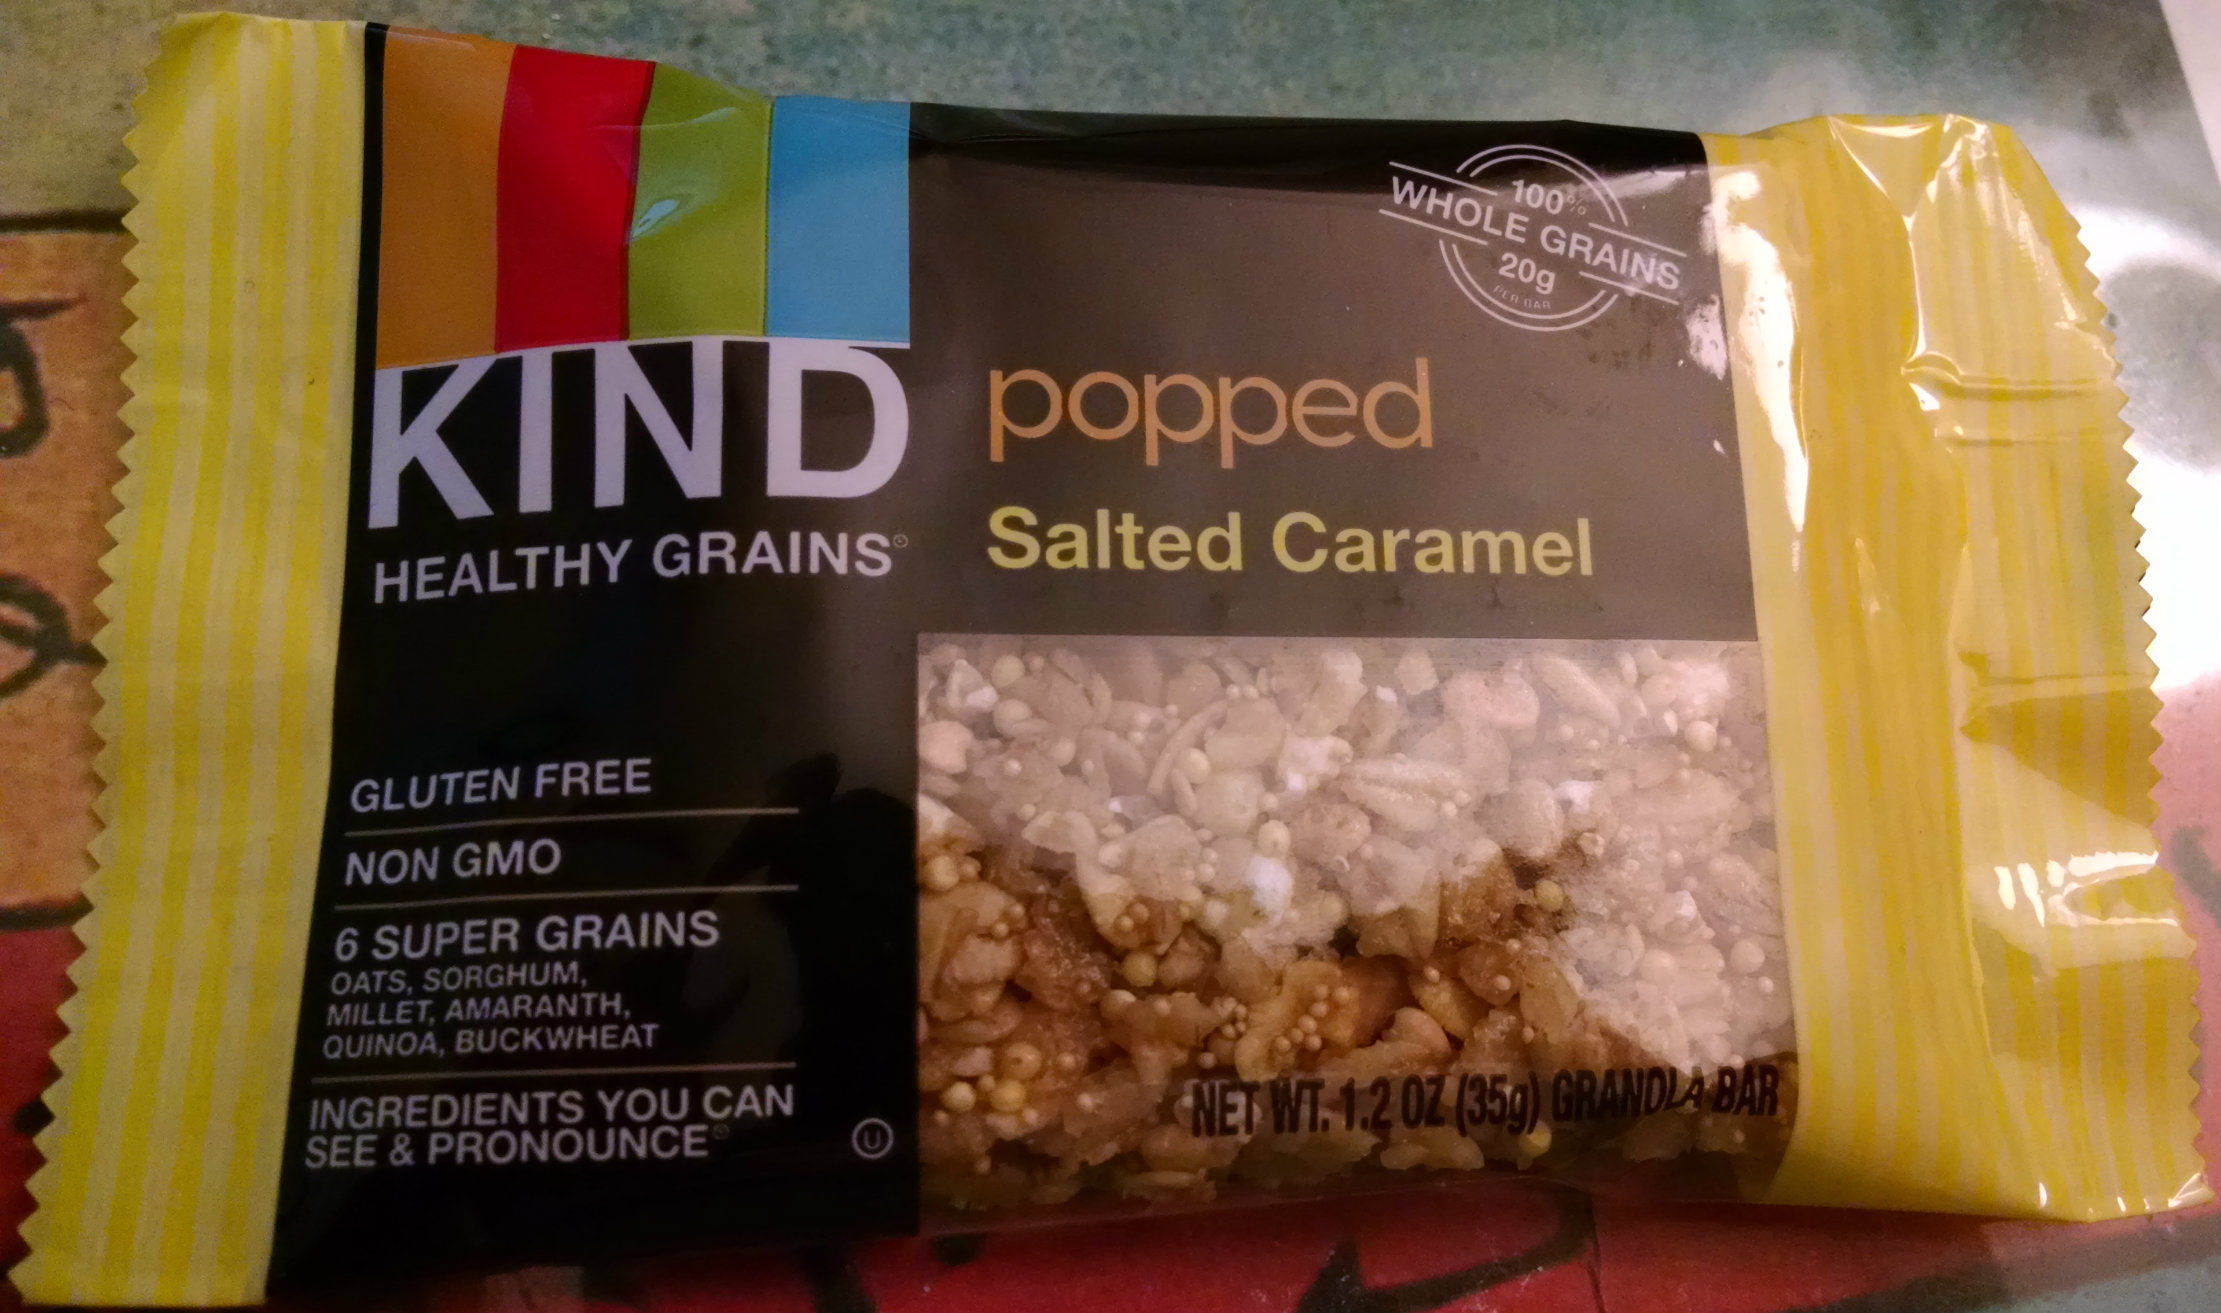 KIND
HEALTHY GRAINS®
popped
Salted Caramel
100%
WHOLE GRAINS
20g
PER BAR
GLUTEN FREE
NON GMO
6 SUPER GRAINS
OATS, SORGHUM,
MILLET, AMARANTH,
QUINOA, BUCKWHEAT
INGREDIENTS YOU CAN
SEE & PRONOUNCE®
U
NET WT. 1.2 OZ (35g) GRANOLA BAR